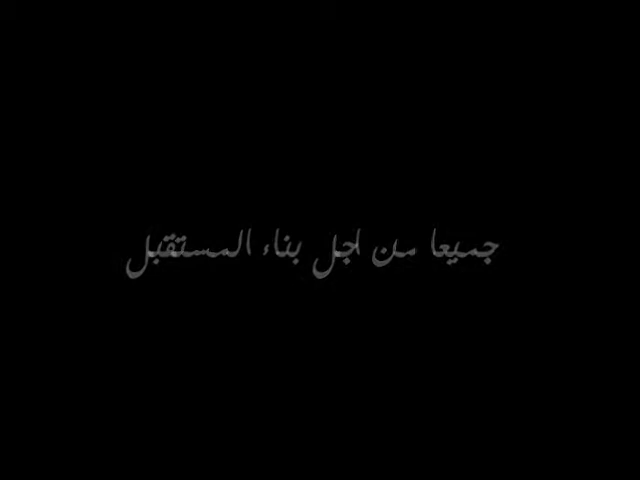 جميعا من اجل بناء المستقبل